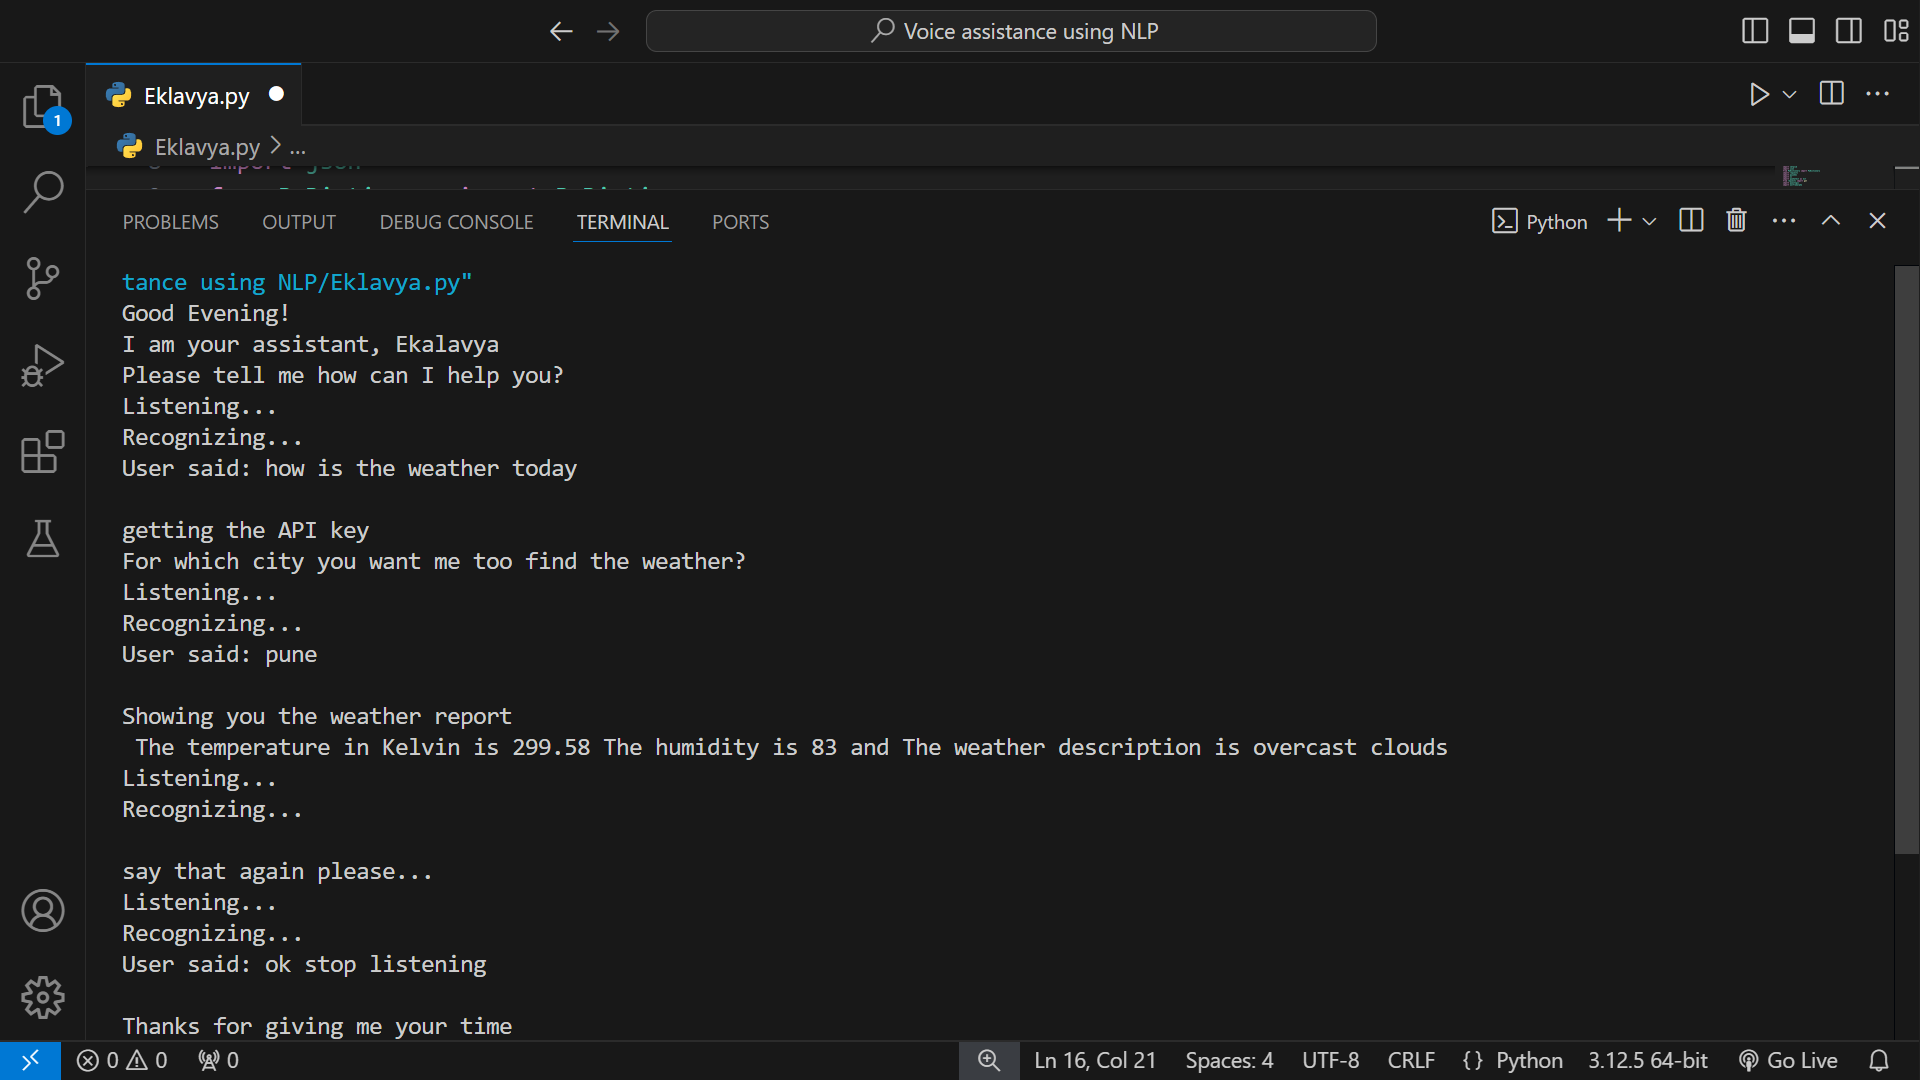 Voice assistance using NLP
Eklavya.py
Eklavya.py > ...
1
import json
PROBLEMS OUTPUT DEBUG CONSOLE TERMINAL PORTS
Python
tance using NLP/Eklavya.py"
Good Evening!
I am your assistant, Ekalavya
Please tell me how can I help you?
Listening...
Recognizing...
User said: how is the weather today
getting the API key
For which city you want me too find the weather?
Listening...
Recognizing...
User said: pune
Showing you the weather report
The temperature in Kelvin is 299.58 The humidity is 83 and The weather description is overcast clouds
Listening...
Recognizing...
say that again please...
Listening...
Recognizing...
User said: ok stop listening
Thanks for giving me your time
0 0 0 Ln 16, Col 21 Spaces: 4 UTF-8 CRLF {} Python 3.12.5 64-bit Go Live